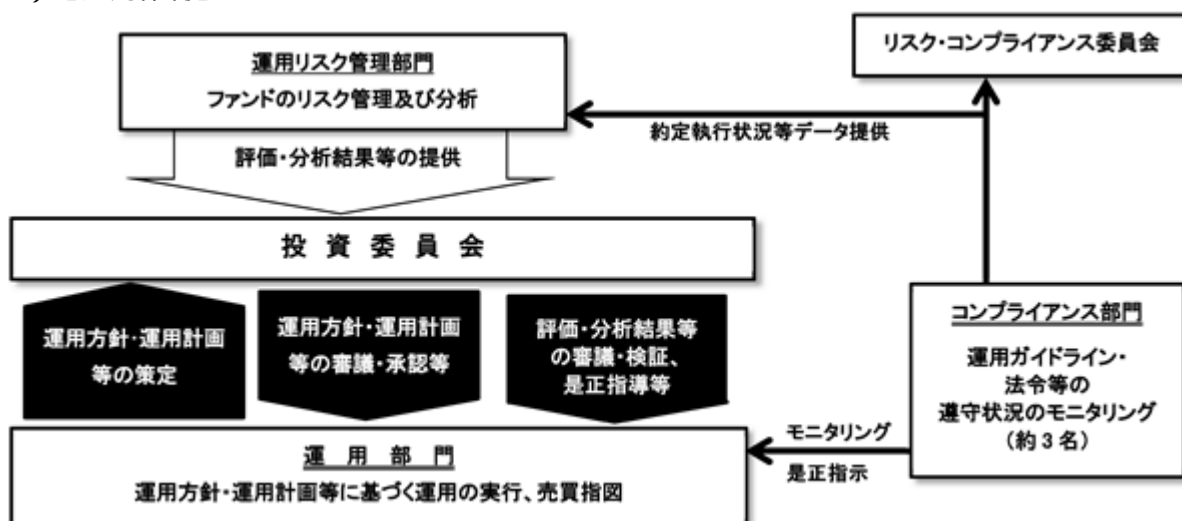 運用リスク管理部門
ファンドのリスク管理及び分析
リスク・コンプライアンス委員会
約定執行状況等データ提供
評価・分析結果等の提供
投 資 委 員 会
運用方針・運用計画
等の策定
運用方針・運用計画
等の審議・承認等
評価・分析結果等
の審議・検証、
是正指導等
コンプライアンス部門
運用ガイドライン・
法令等の
遵守状況のモニタリング
（約３名）
モニタリング
是正指示
運 用 部 門
運用方針・運用計画等に基づく運用の実行、売買指図